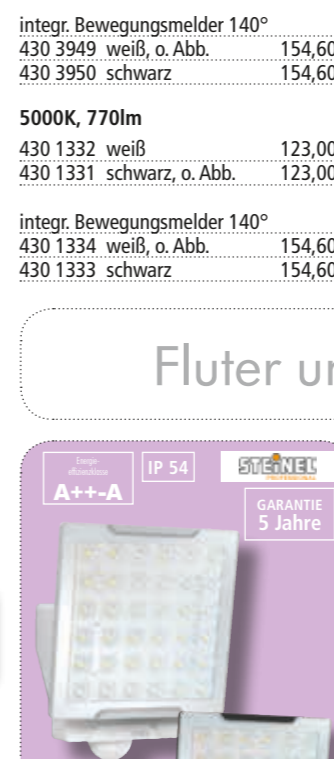 integr. Bewegungsmelder 140°
430 3949 weiß, o. Abb. 154,60
430 3950 schwarz 154,60
5000K, 770lm
430 1332 weiß 123,00
430 1331 schwarz, o. Abb. 123,00
integr. Bewegungsmelder 140°
430 1334 weiß, o. Abb. 154,60
430 1333 schwarz 154,60
Fluter ur
Energie-
effizienzklasse
A++-A
IP 54
STEINEL
PROFESSIONAL
GARANTIE
5 Jahre